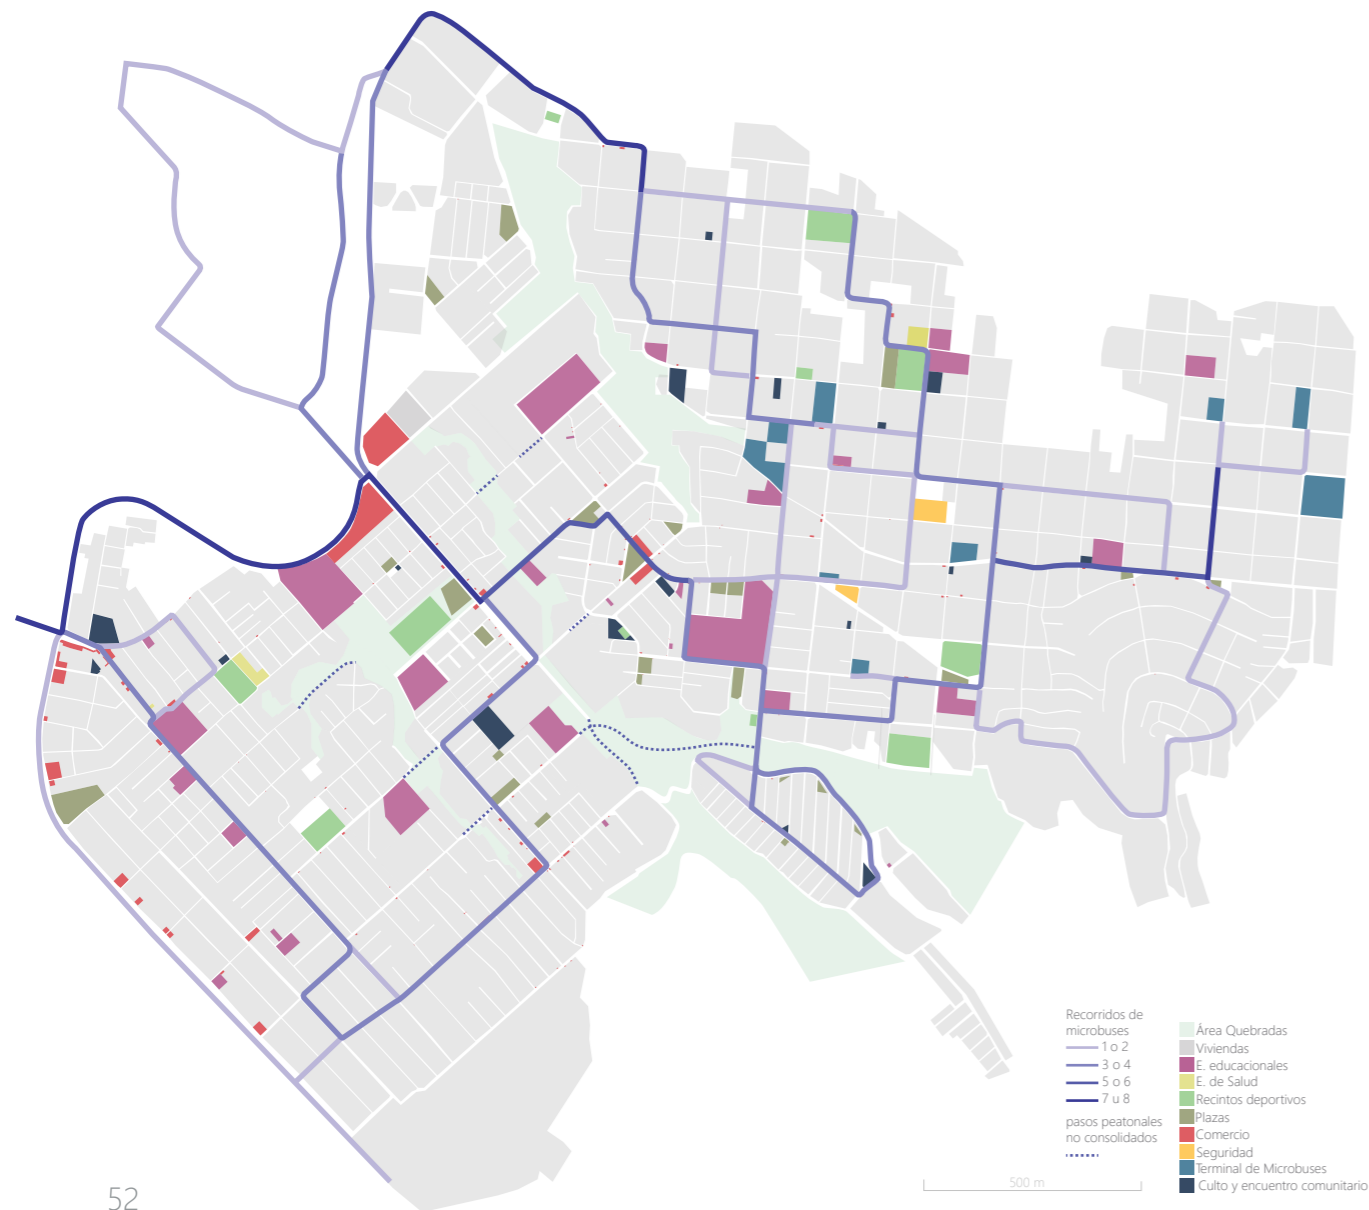 Recorridos de
microbuses
1 o 2
3 o 4
5 o 6
7 u 8
pasos peatonales
no consolidados
Área Quebradas
Viviendas
E. educacionales
E. de Salud
Recintos deportivos
Plazas
Comercio
Seguridad
Terminal de Microbuses
Culto y encuentro comunitario
500 m
52